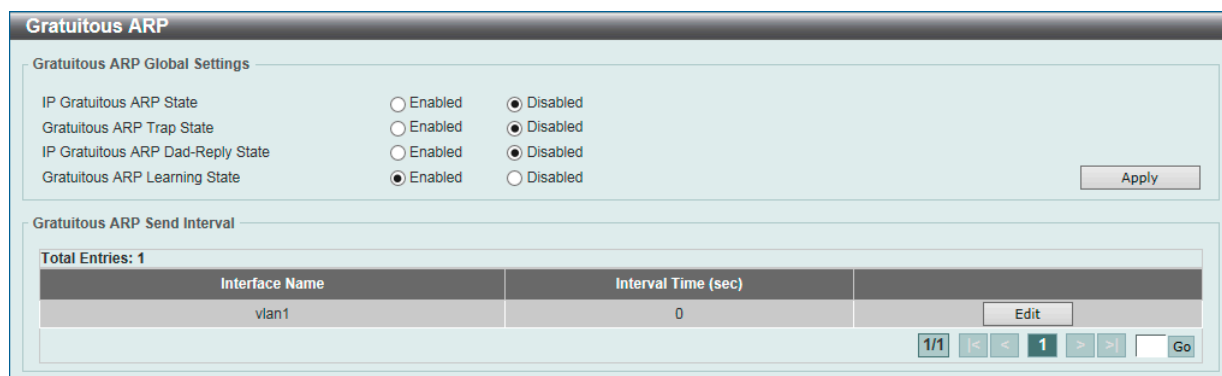 Gratuitous ARP
Gratuitous ARP Global Settings
IP Gratuitous ARP State Enabled Disabled
Gratuitous ARP Trap State Enabled Disabled
IP Gratuitous ARP Dad-Reply State Enabled Disabled
Gratuitous ARP Learning State Enabled Disabled Apply
Gratuitous ARP Send Interval
Total Entries: 1
Interface Name Interval Time (sec)
vlan1 0 Edit
1/1 |< < 1 > >| Go